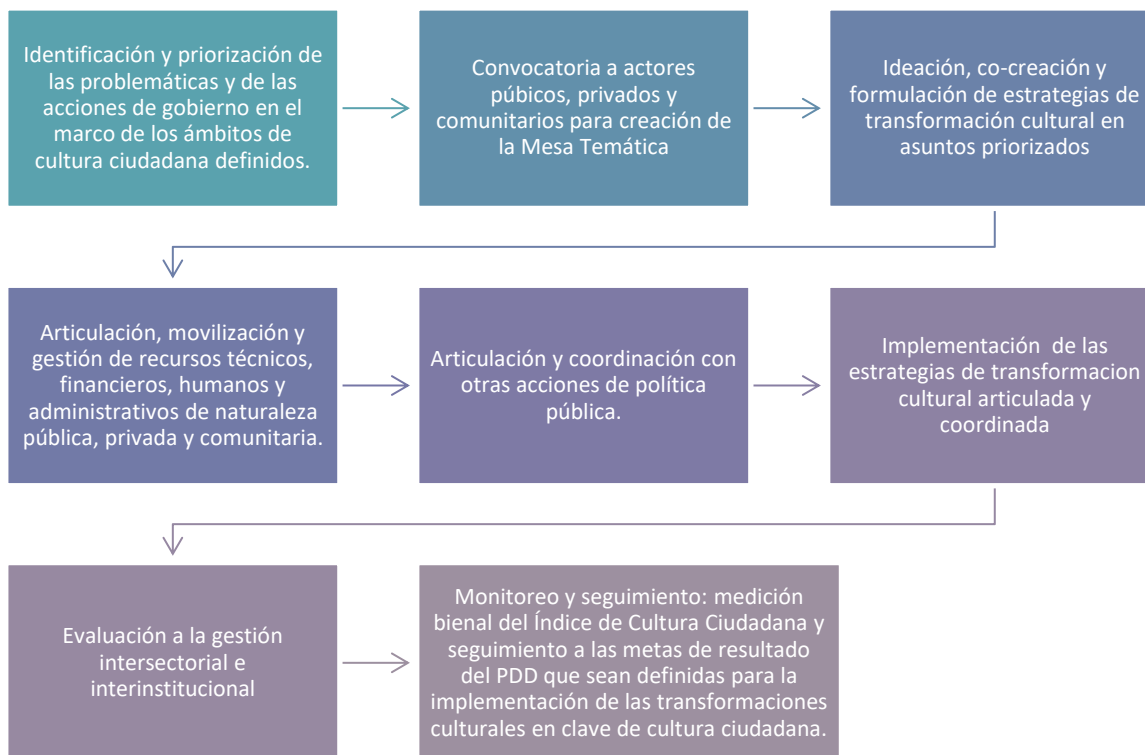 Identificación y priorización de
las problemáticas y de las
acciones de gobierno en el
marco de los ámbitos de
cultura ciudadana definidos.
Convocatoria a actores
púbicos, privados y
comunitarios para creación de
la Mesa Temática
Ideación, co-creación y
formulación de estrategias de
transformación cultural en
asuntos priorizados
Articulación, movilización y
gestión de recursos técnicos,
financieros, humanos y
administrativos de naturaleza
pública, privada y comunitaria.
Articulación y coordinación con
otras acciones de política
pública.
Implementación de las
estrategias de transformacion
cultural articulada y
coordinada
Evaluación a la gestión
intersectorial e
interinstitucional
Monitoreo y seguimiento: medición
bienal del Índice de Cultura Ciudadana y
seguimiento a las metas de resultado
del PDD que sean definidas para la
implementación de las transformaciones
culturales en clave de cultura ciudadana.